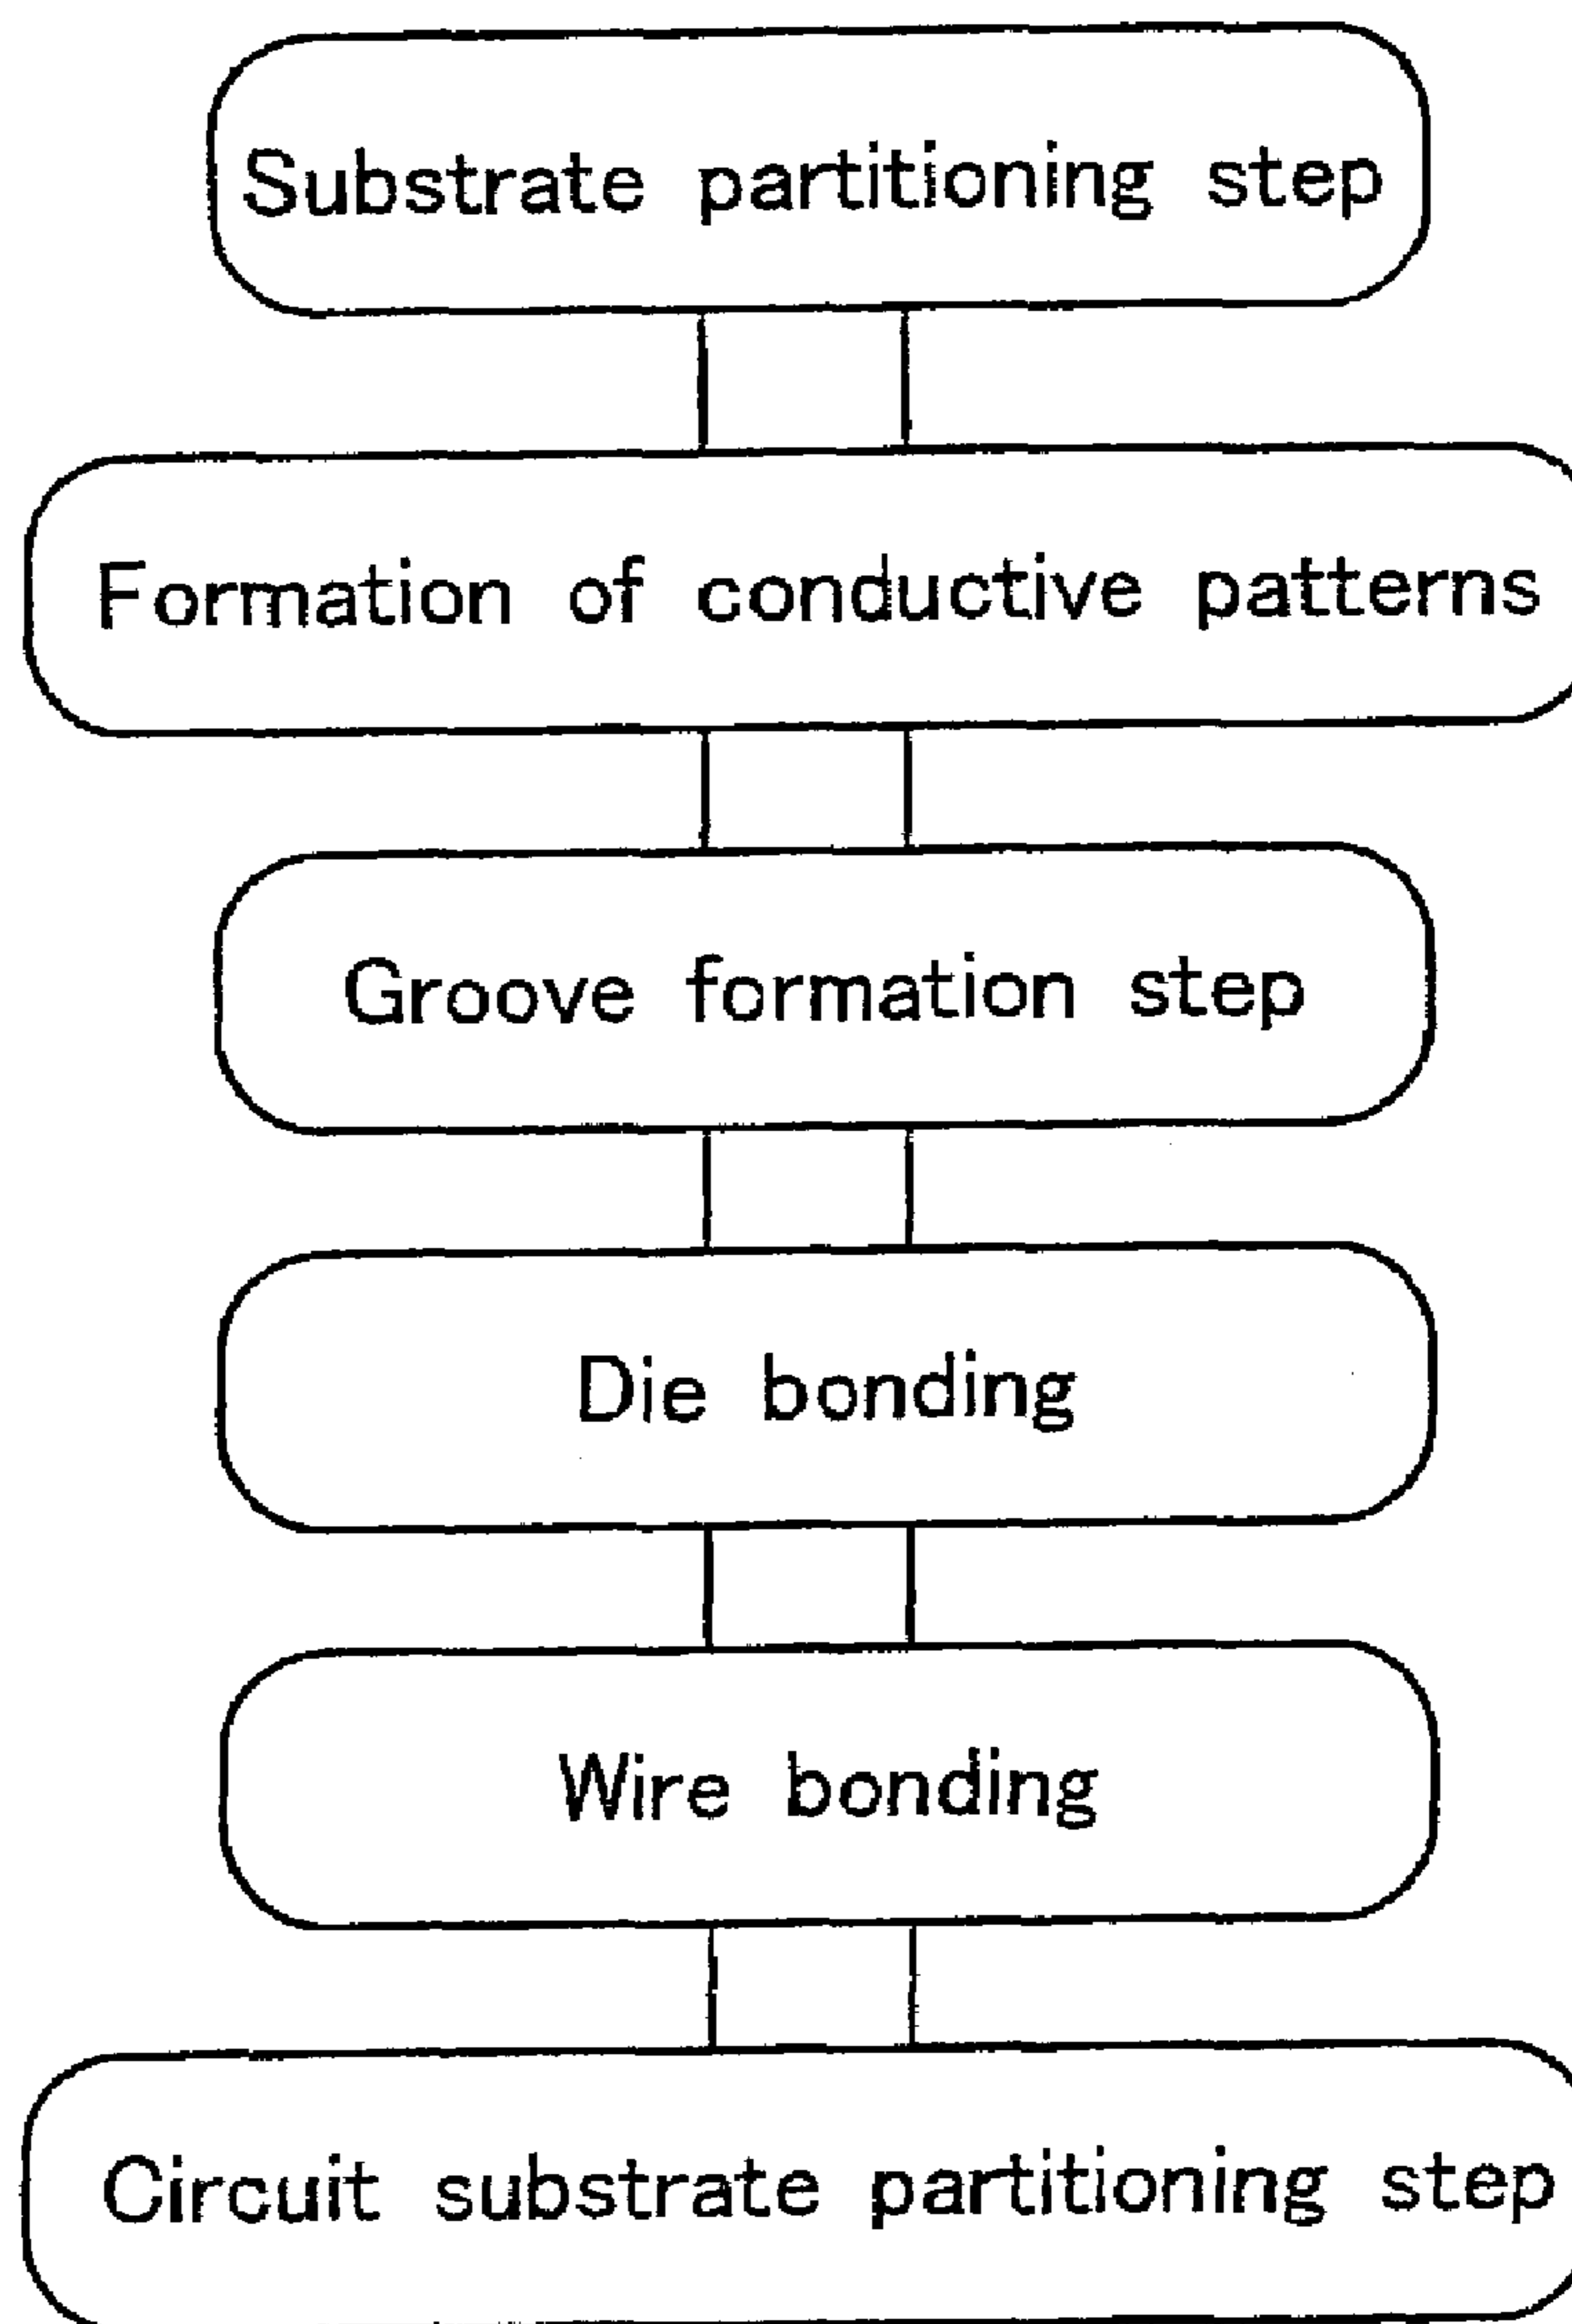 Substrate partitioning step
Formation of conductive patterns
Groove formation step
Die bonding
Wire bonding
Circuit substrate partitioning step